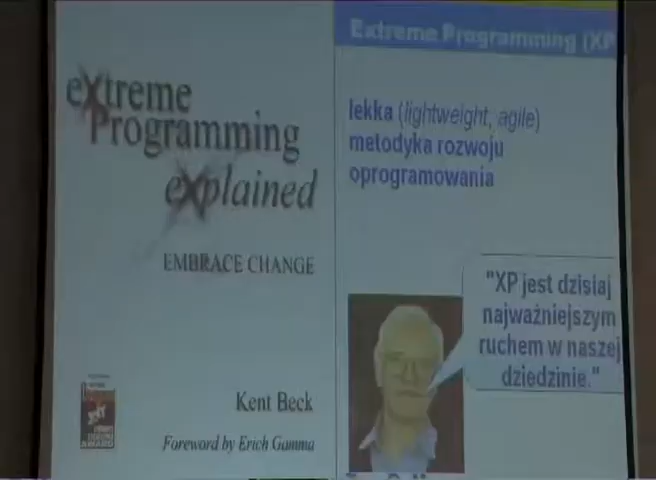 eXtreme
Programming
eXplained
EMBRACE CHANGE
Kent Beck
Foreword by Erich Gamma
AWARD
Extreme Programming (XP
lekka (lightweight, agile)
metodyka rozwoju
oprogramowania
"XP jest dzisiaj
najważniejszym
ruchem w naszej
dziedzinie."